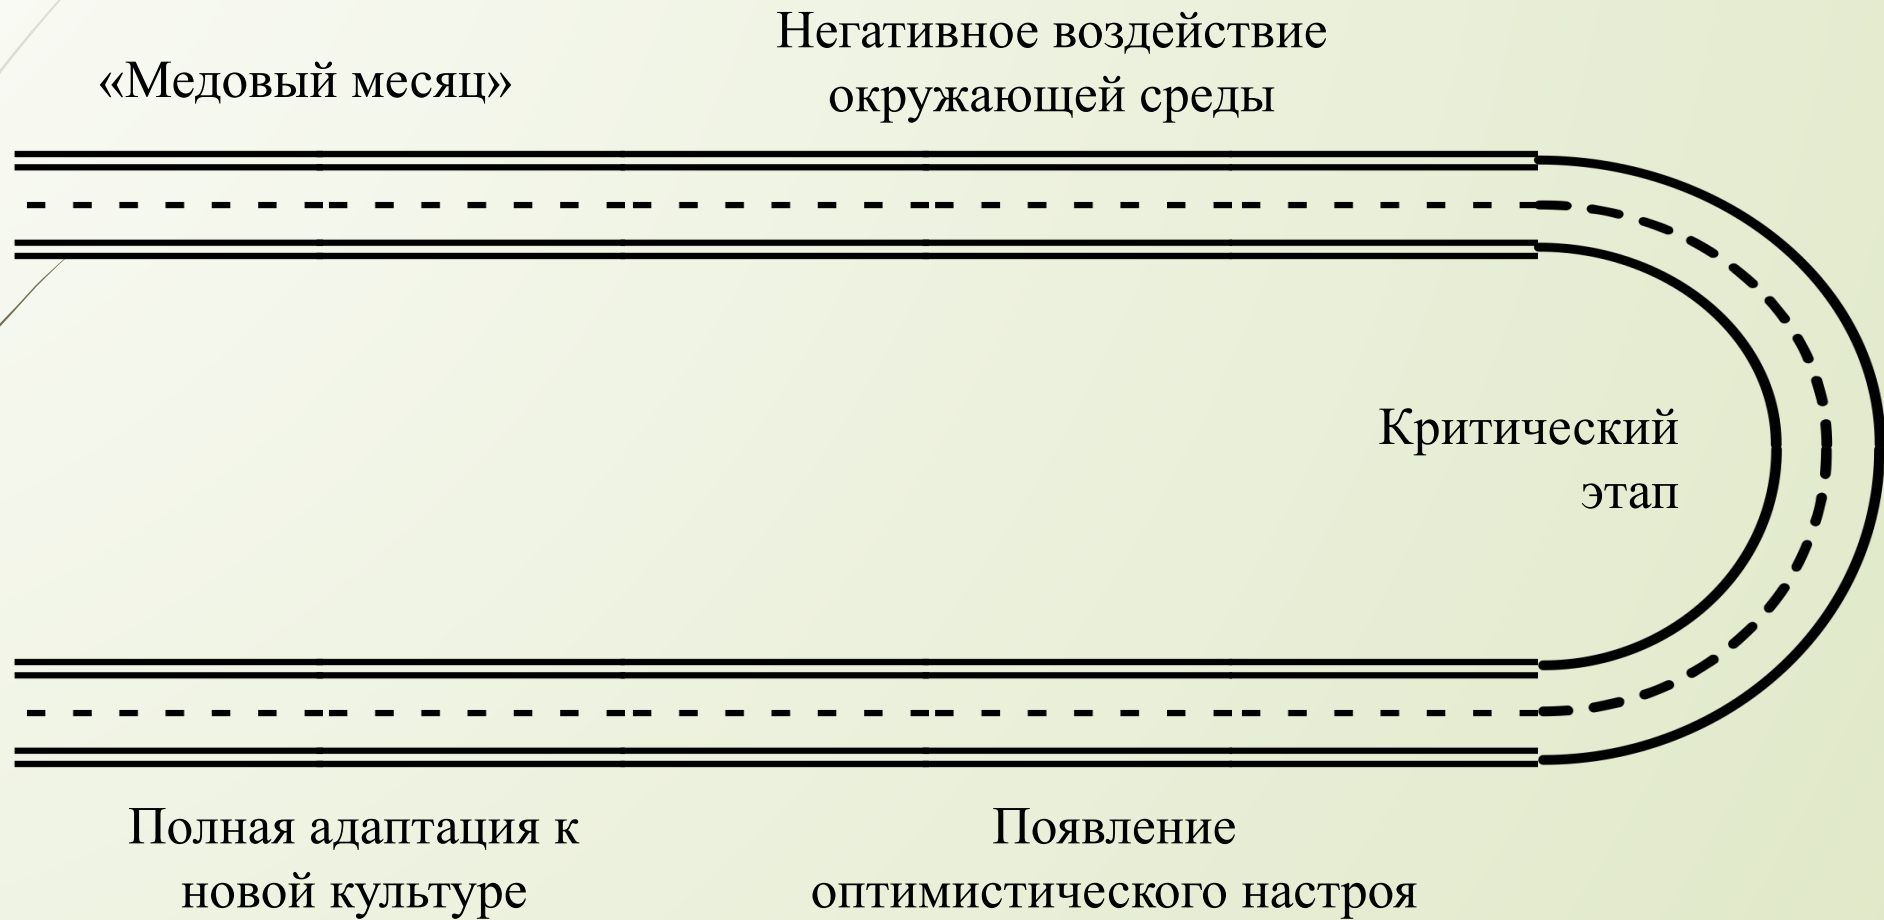 «Медовый месяц»
Негативное воздействие
окружающей среды
Критический
этап
Полная адаптация к
новой культуре
Появление
оптимистического настроя